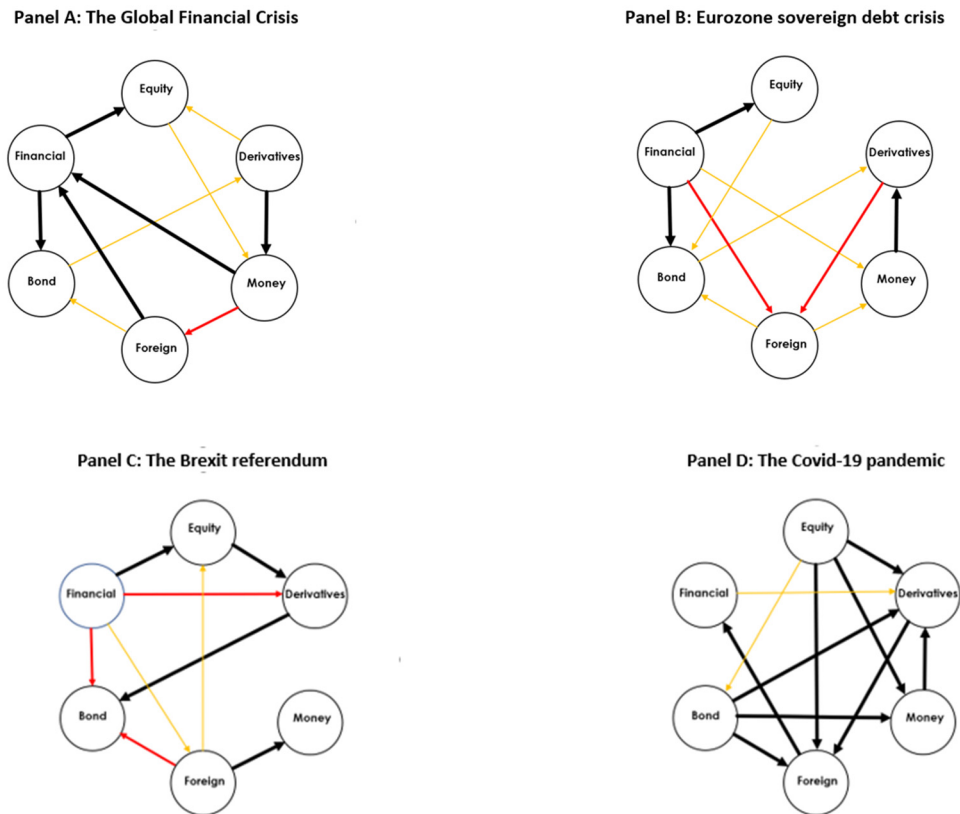 Panel A: The Global Financial Crisis
Equity
Financial
Derivatives
Bond
Money
Foreign
Panel B: Eurozone sovereign debt crisis
Equity
Financial
Derivatives
Bond
Money
Foreign
Panel C: The Brexit referendum
Equity
Financial
Derivatives
Bond
Money
Foreign
Panel D: The Covid-19 pandemic
Equity
Financial
Derivatives
Bond
Money
Foreign